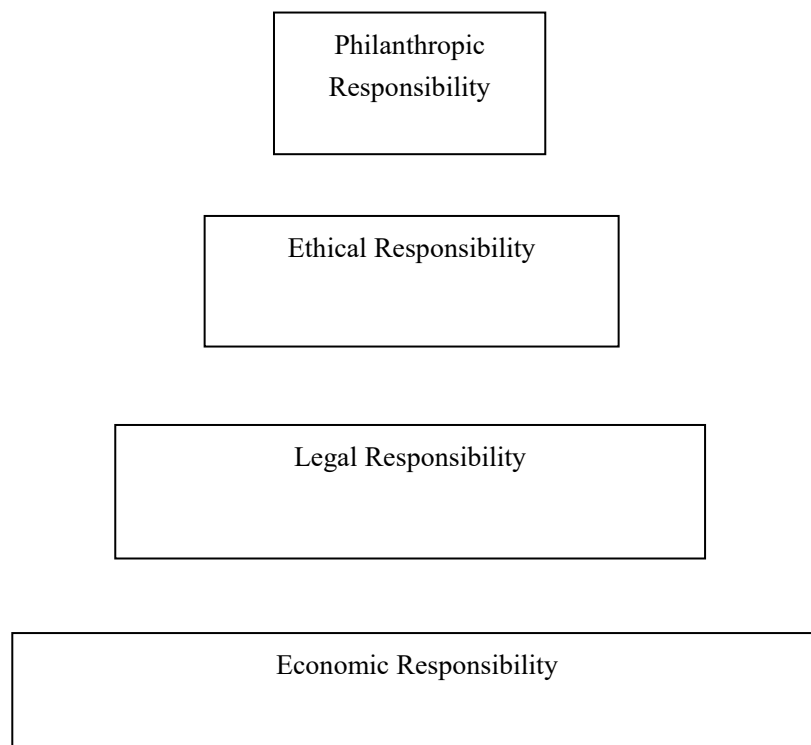 Philanthropic
Responsibility
Ethical Responsibility
Legal Responsibility
Economic Responsibility